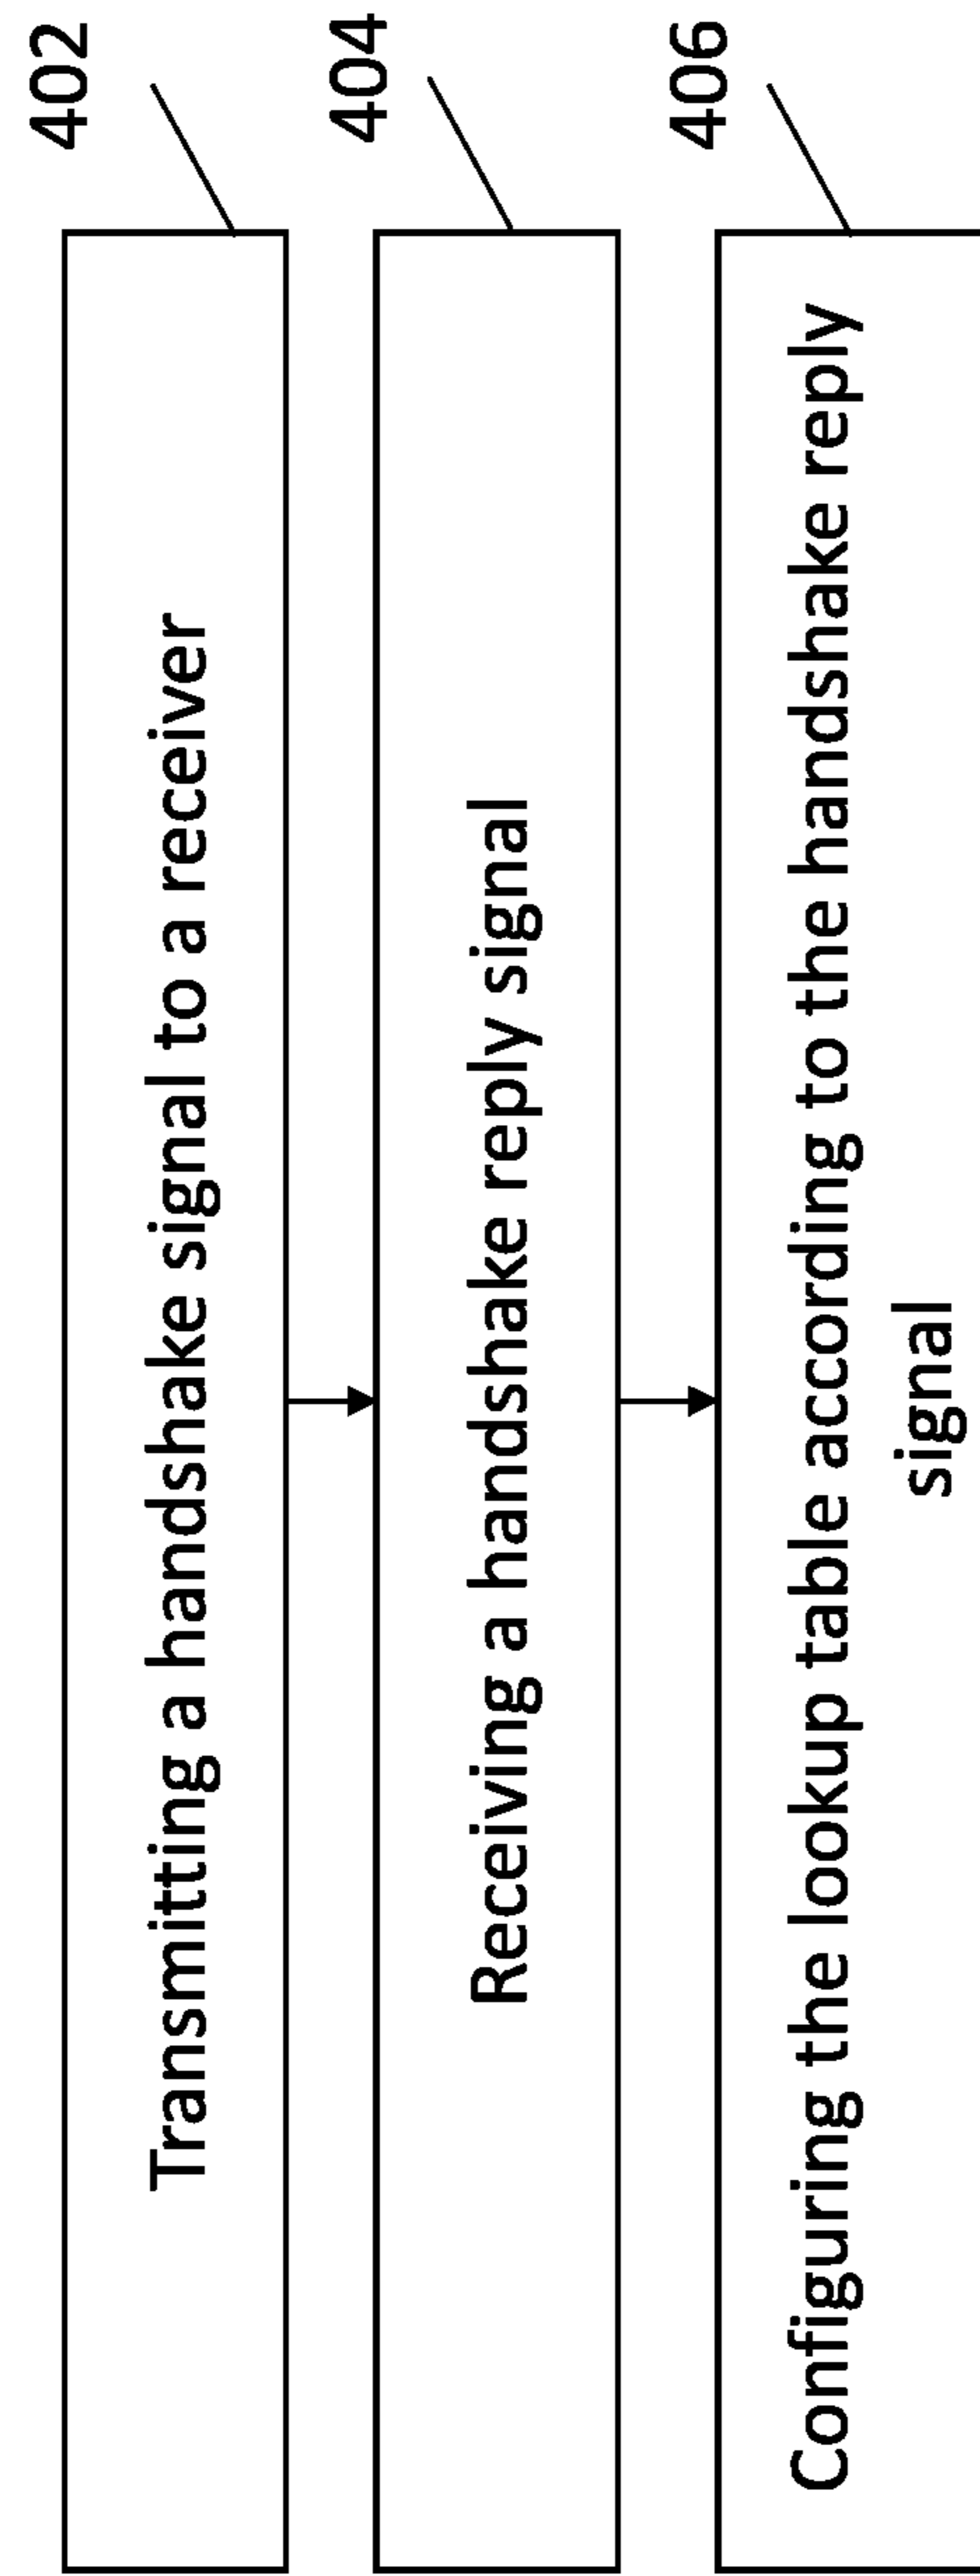 402
Transmitting a handshake signal to a receiver
404
Receiving a handshake reply signal
406
Configuring the lookup table according to the handshake reply
signal